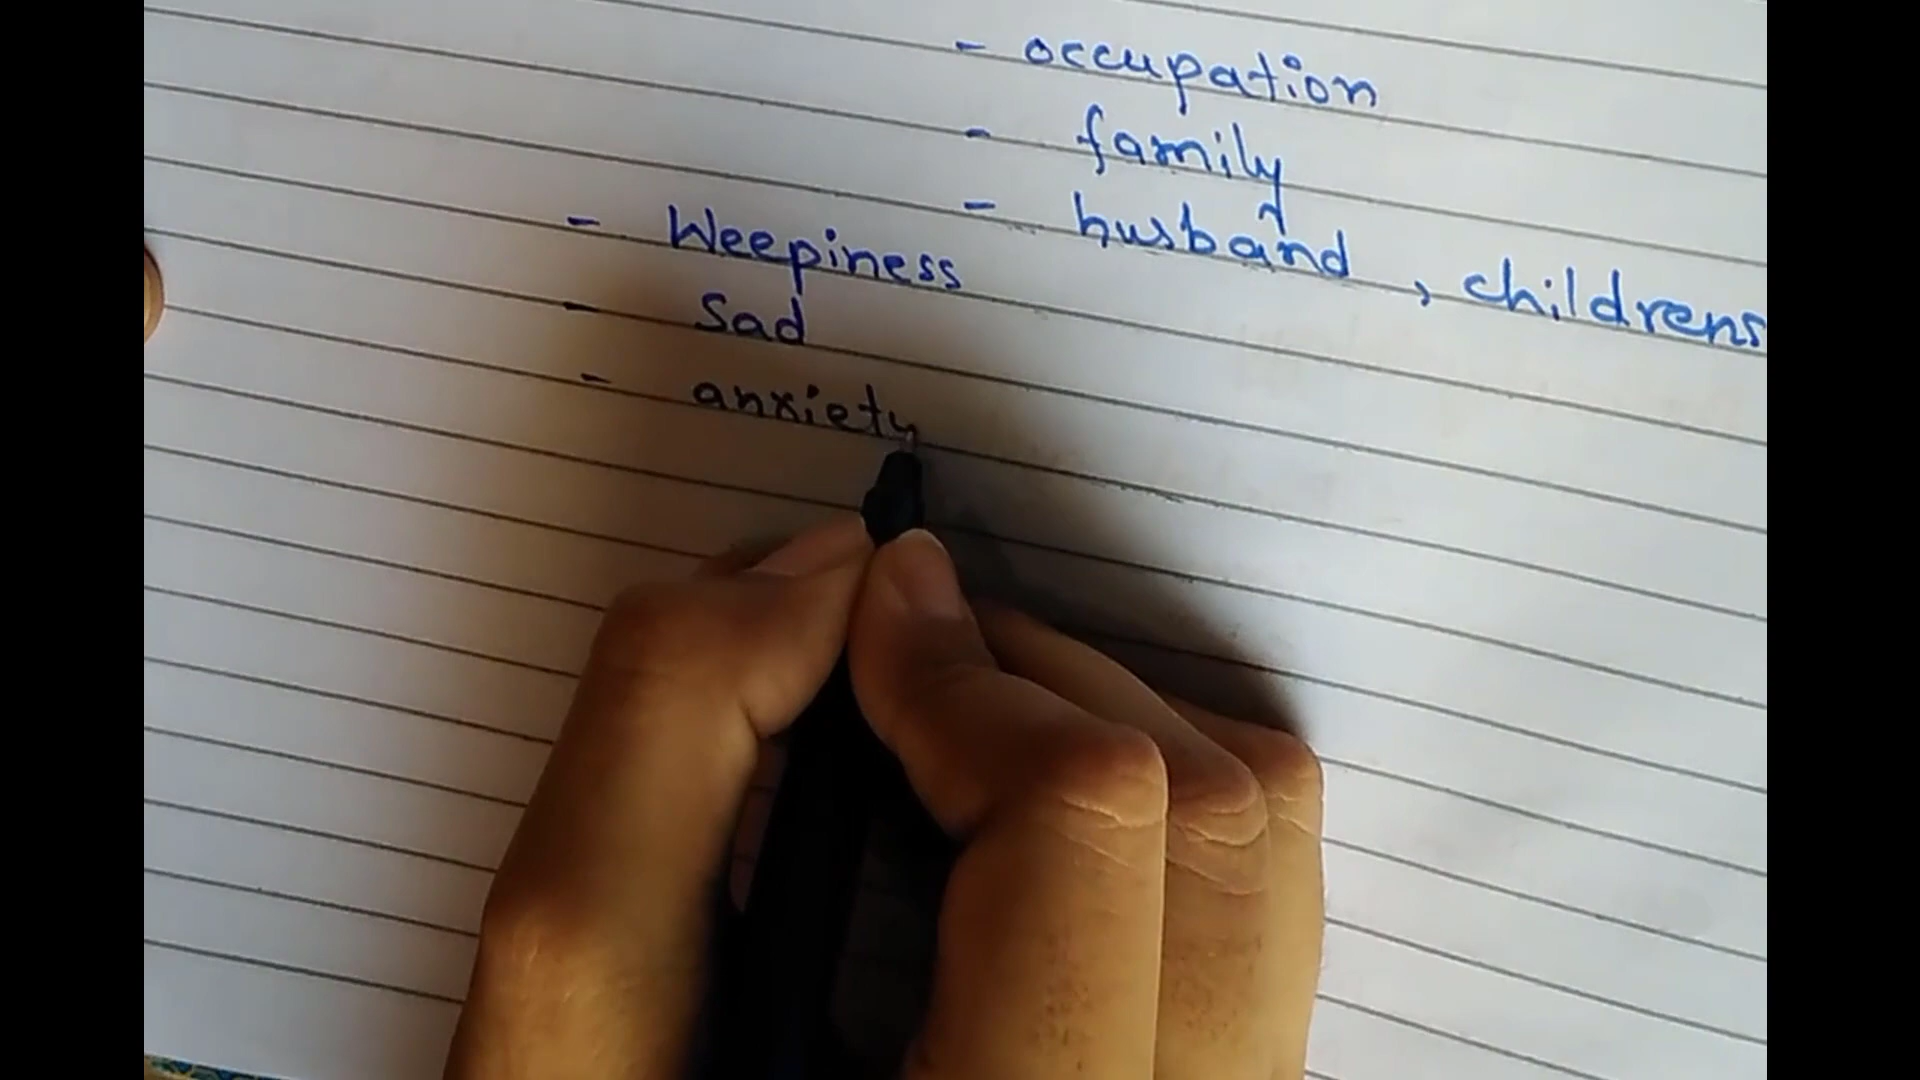 - occupation
- family
- husband, childrens
- Weepiness
- Sad
- anxiety